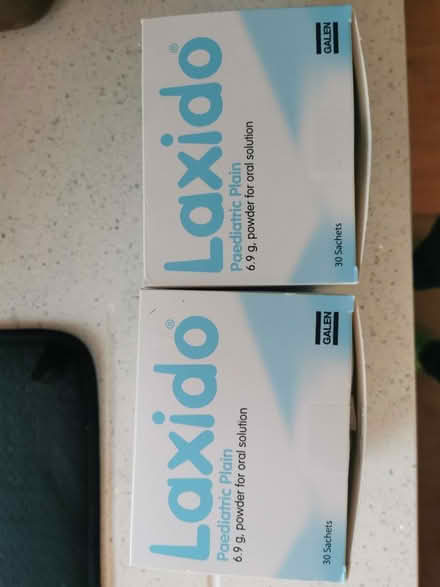 Laxido®
Paediatric Plain
6.9 g, powder for oral solution
30 Sachets
GALEN
Laxido®
Paediatric Plain
6.9 g, powder for oral solution
30 Sachets
GALEN